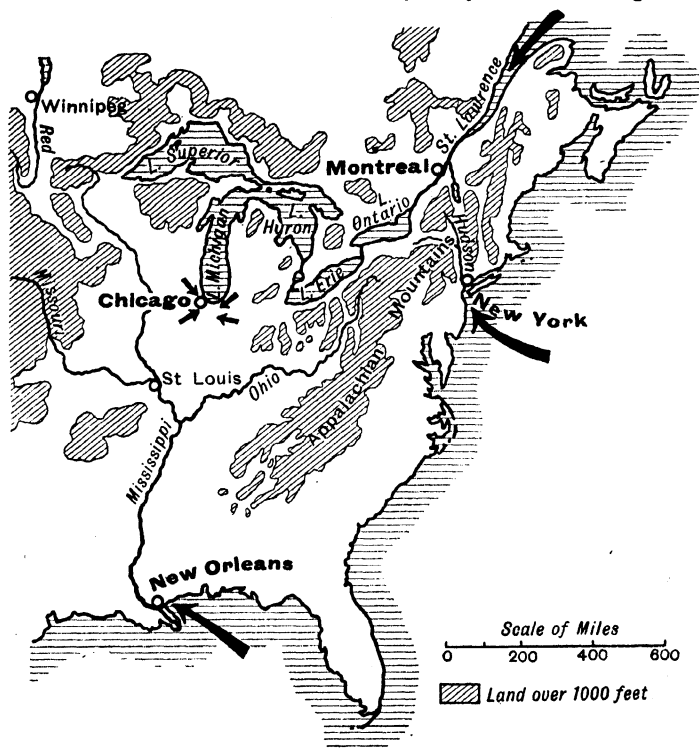 St. Lawrence
Winnipeg
Red
L. Superior
Montreal
L. Michigan
L. Huron
L. Ontario
Hudson
L. Erie
Missouri
Chicago
Mountains
New York
St Louis
Ohio
Appalachian
Mississippi
New Orleans
Scale of Miles
0 200 400 600
Land over 1000 feet